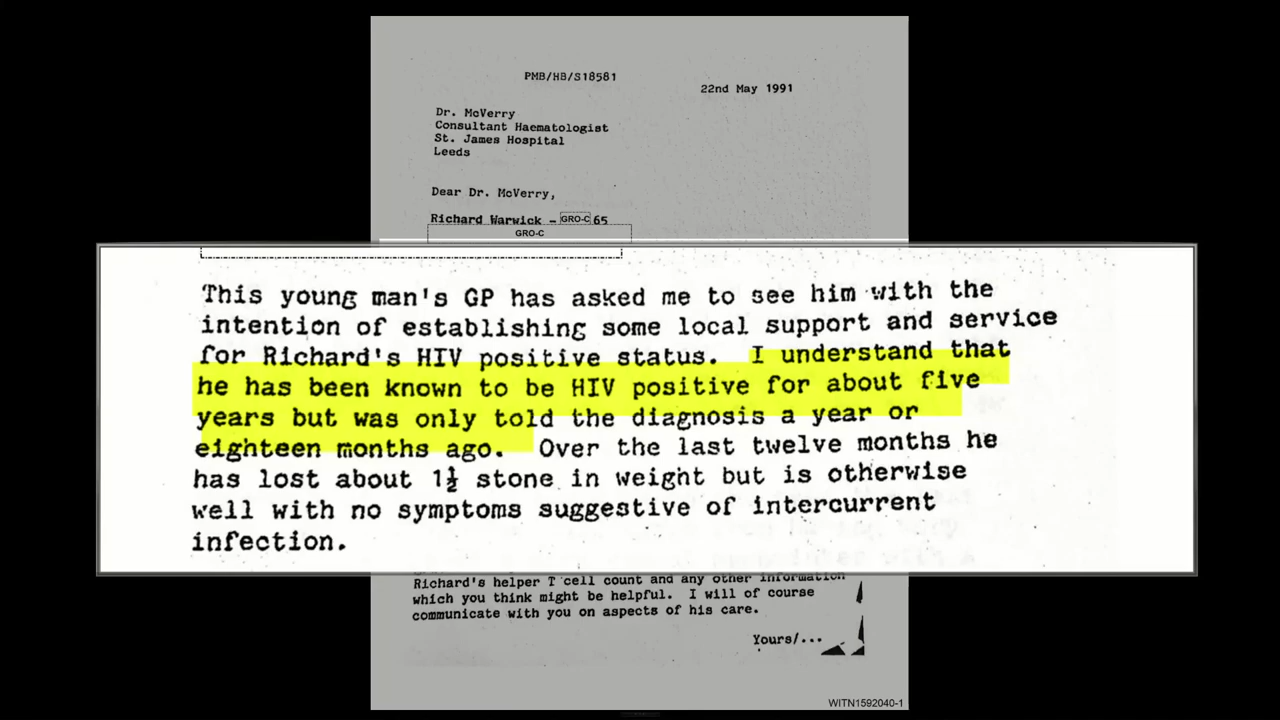 PMB/HB/S18581
22nd May 1991
Dr. McVerry
Consultant Haematologist
St. James Hospital
Leeds
Dear Dr. McVerry,
Richard Warwick - GRO-C 65
GRO-C
This young man's GP has asked me to see him with the
intention of establishing some local support and service
for Richard's HIV positive status. I understand that
he has been known to be HIV positive for about five
years but was only told the diagnosis a year or
eighteen months ago. Over the last twelve months he
has lost about 1½ stone in weight but is otherwise
well with no symptoms suggestive of intercurrent
infection.
Richard's helper T cell count and any other information
which you think might be helpful. I will of course
communicate with you on aspects of his care.
Yours/...
WITN1592040-1